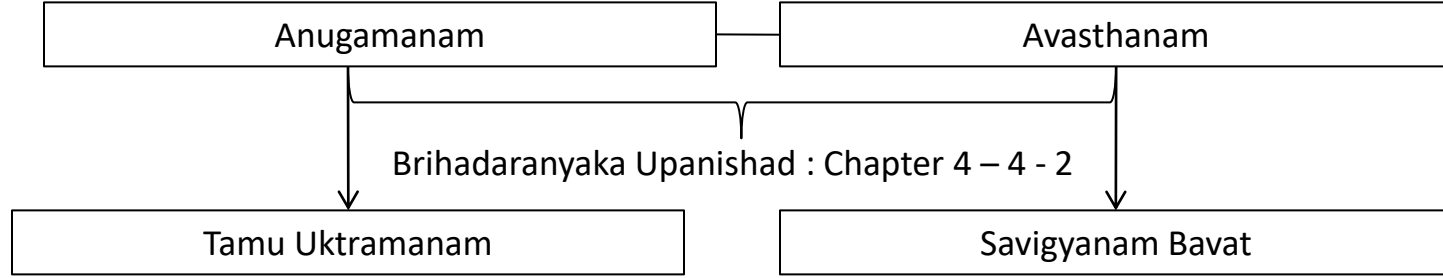 Anugamanam
Avasthanam
Brihadaranyaka Upanishad : Chapter 4 – 4 - 2
Tamu Uktramanam
Savigyanam Bavat